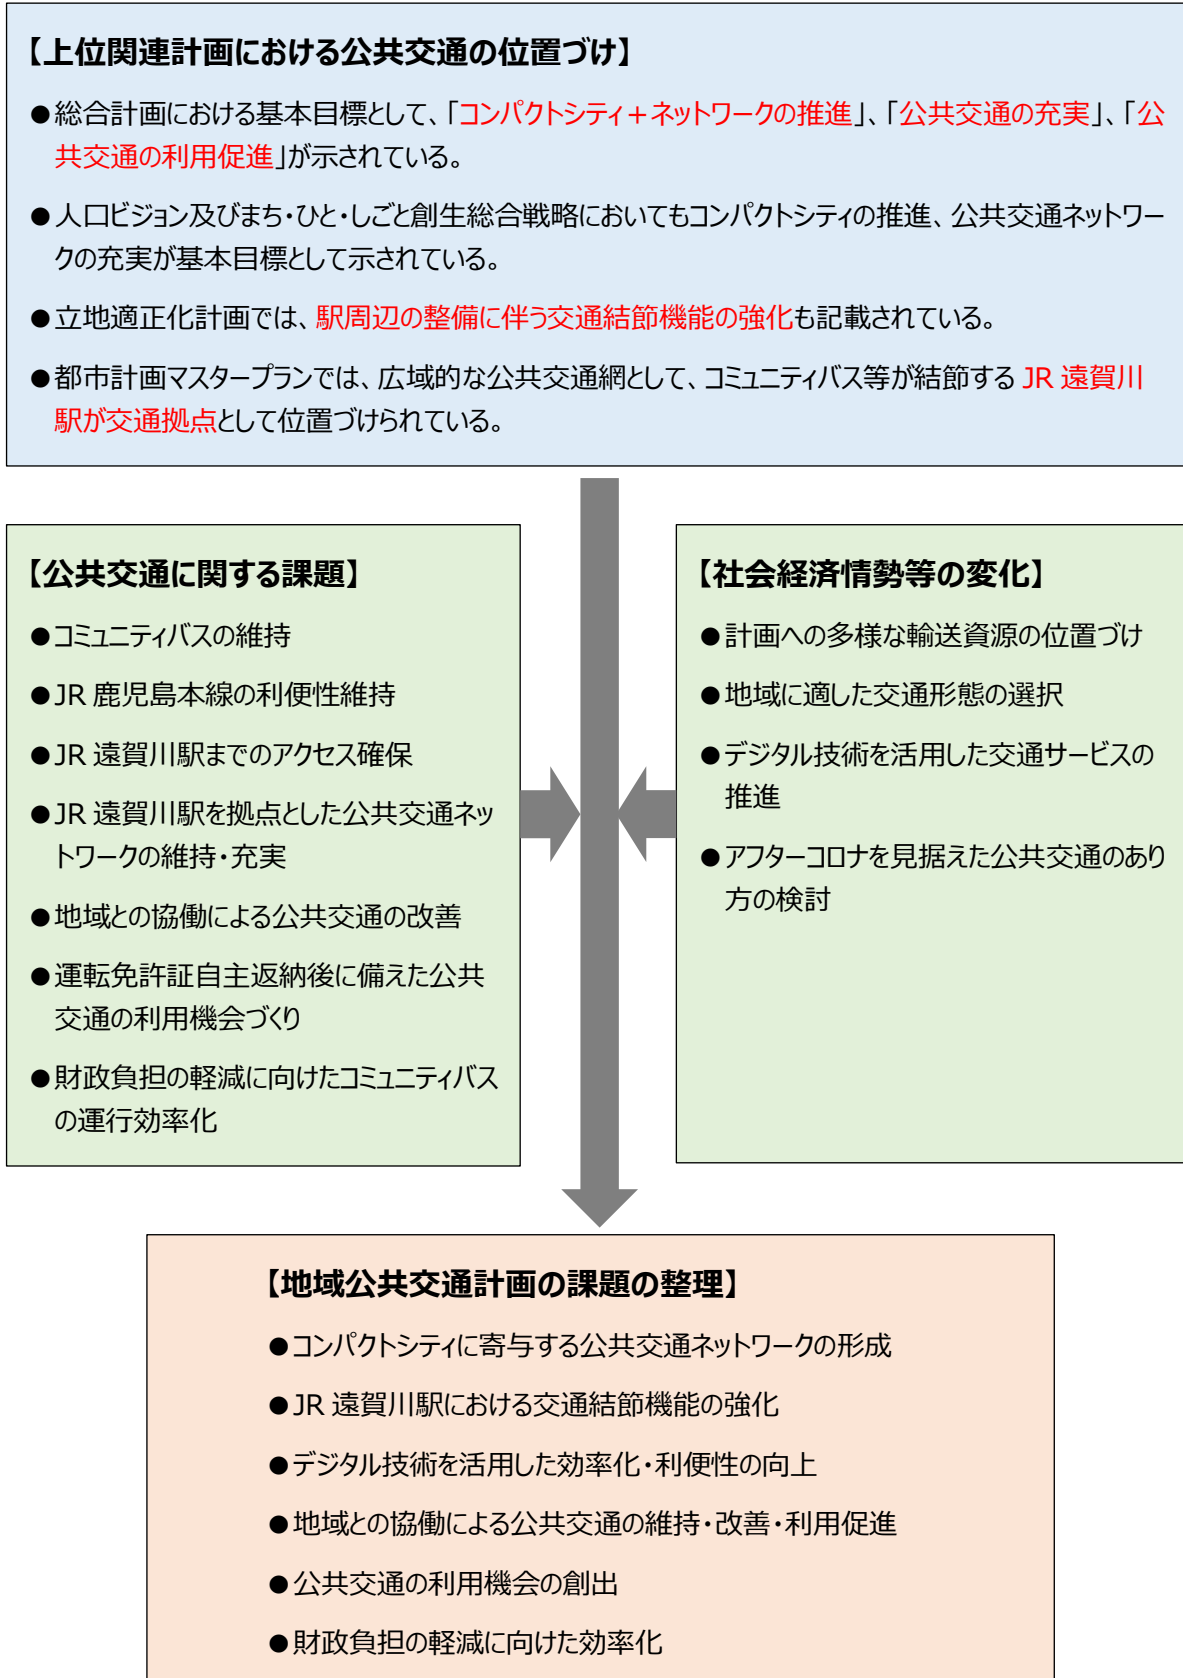 【上位関連計画における公共交通の位置づけ】
●総合計画における基本目標として、「コンパクトシティ+ネットワークの推進」、「公共交通の充実」、「公
共交通の利用促進」が示されている。
●人口ビジョン及びまち・ひと・しごと創生総合戦略においてもコンパクトシティの推進、公共交通ネットワー
クの充実が基本目標として示されている。
●立地適正化計画では、駅周辺の整備に伴う交通結節機能の強化も記載されている。
●都市計画マスタープランでは、広域的な公共交通網として、コミュニティバス等が結節する JR 遠賀川
駅が交通拠点として位置づけられている。
【公共交通に関する課題】
●コミュニティバスの維持
●JR 鹿児島本線の利便性維持
●JR 遠賀川駅までのアクセス確保
●JR 遠賀川駅を拠点とした公共交通ネッ
トワークの維持・充実
●地域との協働による公共交通の改善
●運転免許証自主返納後に備えた公共
交通の利用機会づくり
●財政負担の軽減に向けたコミュニティバス
の運行効率化
【社会経済情勢等の変化】
●計画への多様な輸送資源の位置づけ
●地域に適した交通形態の選択
●デジタル技術を活用した交通サービスの
推進
●アフターコロナを見据えた公共交通のあり
方の検討
【地域公共交通計画の課題の整理】
●コンパクトシティに寄与する公共交通ネットワークの形成
●JR 遠賀川駅における交通結節機能の強化
●デジタル技術を活用した効率化・利便性の向上
●地域との協働による公共交通の維持・改善・利用促進
●公共交通の利用機会の創出
●財政負担の軽減に向けた効率化